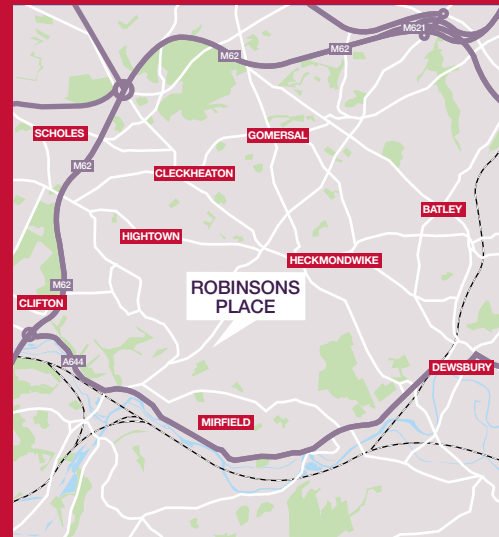 M621
M62
M62
SCHOLES
GOMERSAL
M62
CLECKHEATON
BATLEY
HIGHTOWN
HECKMONDWIKE
M62
ROBINSONS
PLACE
CLIFTON
A644
DEWSBURY
MIRFIELD